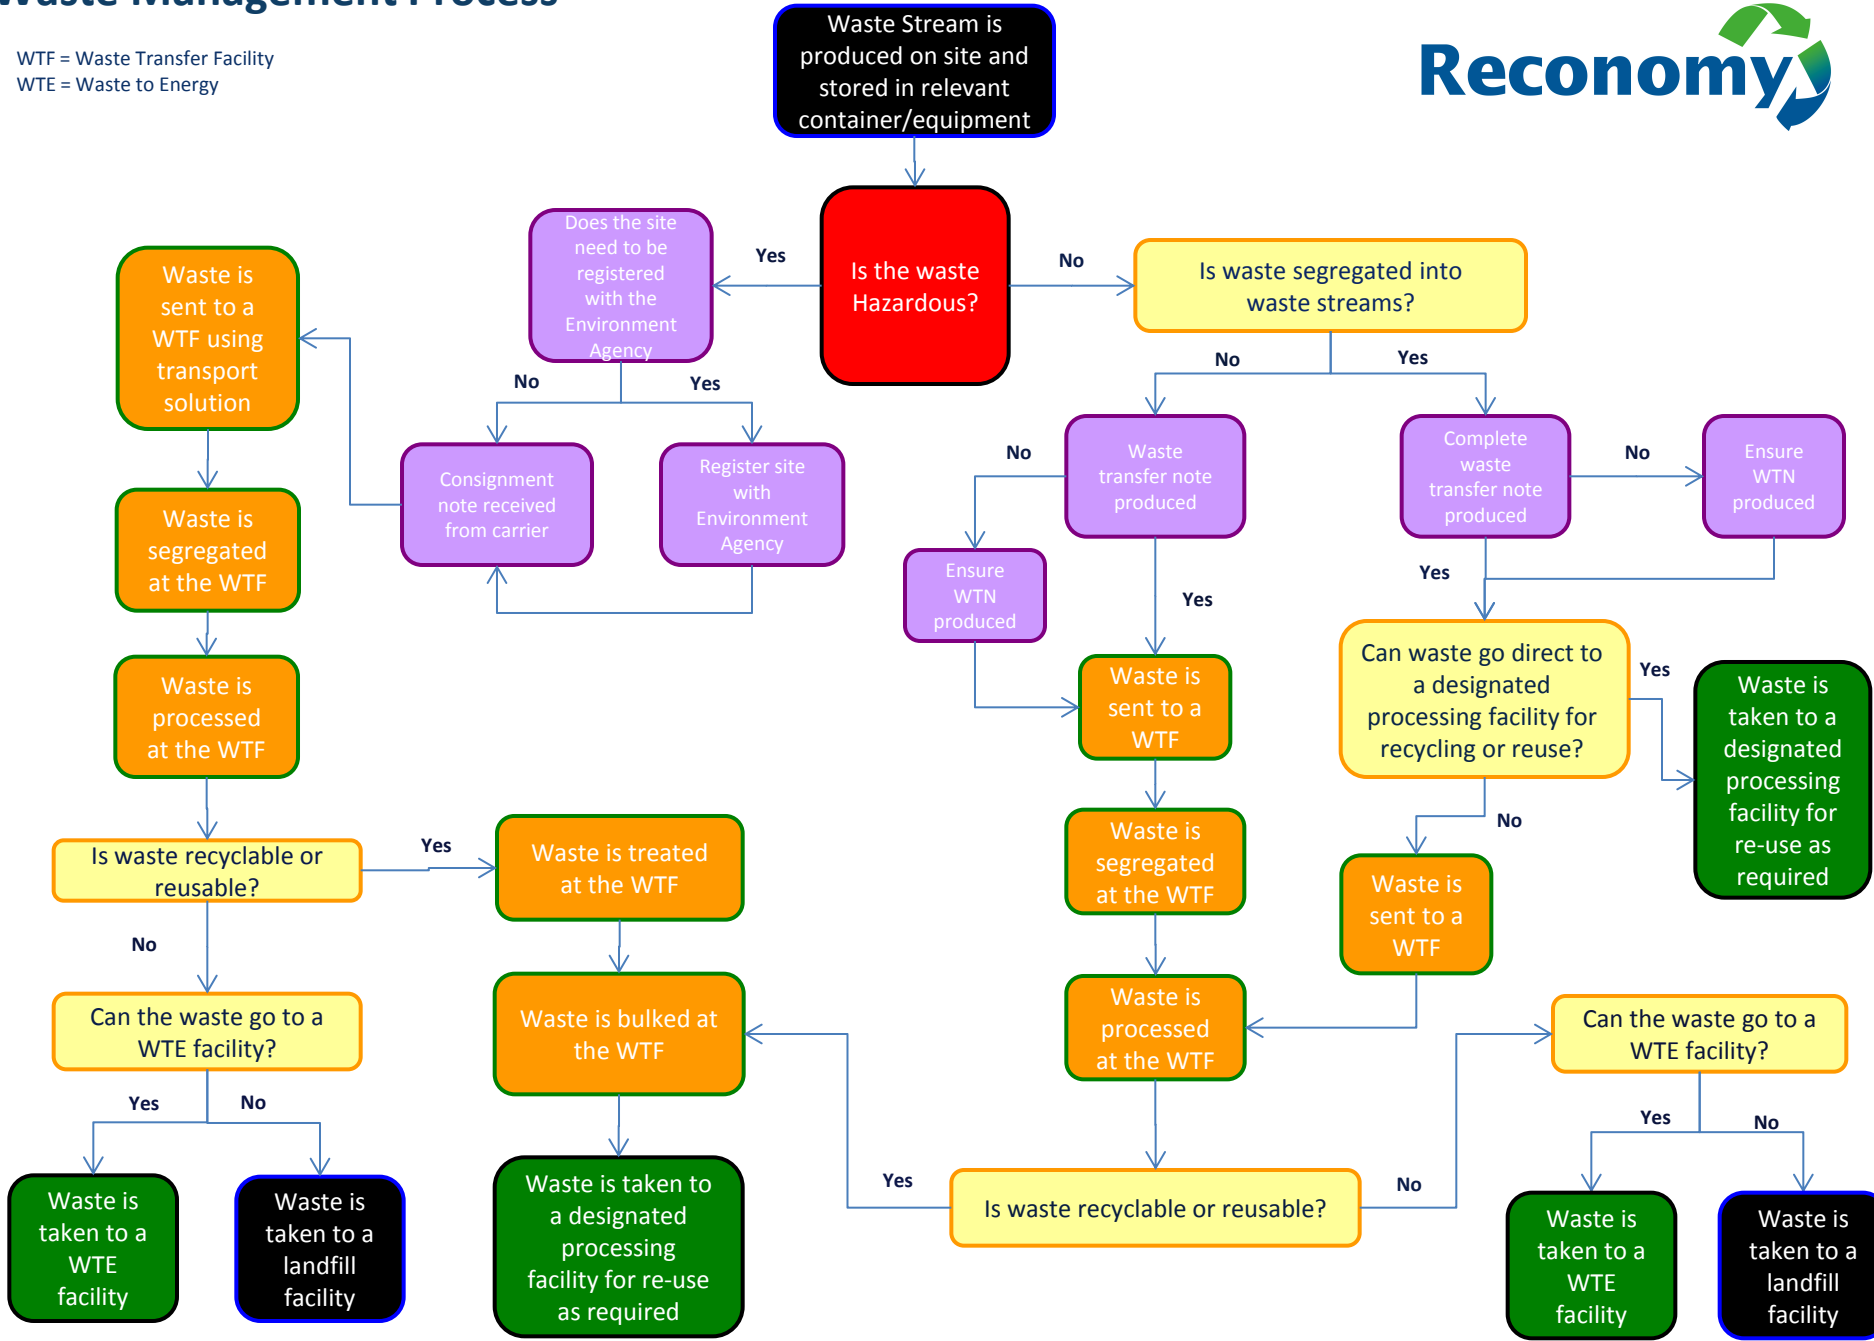 Waste Management Process
WTF = Waste Transfer Facility
WTE = Waste to Energy
Reconomy
Waste Stream is
produced on site and
stored in relevant
container/equipment
Is the waste
Hazardous?
Yes
No
Does the site
need to be
registered
with the
Environment
Agency
No
Yes
Consignment
note received
from carrier
Register site
with
Environment
Agency
Waste is
sent to a
WTF using
transport
solution
Waste is
segregated
at the WTF
Waste is
processed
at the WTF
Is waste recyclable or
reusable?
Yes
No
Waste is treated
at the WTF
Waste is bulked at
the WTF
Waste is taken to
a designated
processing
facility for re-use
as required
Can the waste go to a
WTE facility?
Yes
No
Waste is
taken to a
WTE
facility
Waste is
taken to a
landfill
facility
Is waste segregated into
waste streams?
No
Yes
Waste
transfer note
produced
No
Yes
Ensure
WTN
produced
Waste is
sent to a
WTF
Waste is
segregated
at the WTF
Waste is
processed
at the WTF
Complete
waste
transfer note
produced
No
Yes
Ensure
WTN
produced
Can waste go direct to
a designated
processing facility for
recycling or reuse?
Yes
No
Waste is
taken to a
designated
processing
facility for
re-use as
required
Waste is
sent to a
WTF
Is waste recyclable or reusable?
Yes
No
Can the waste go to a
WTE facility?
Yes
No
Waste is
taken to a
WTE
facility
Waste is
taken to a
landfill
facility